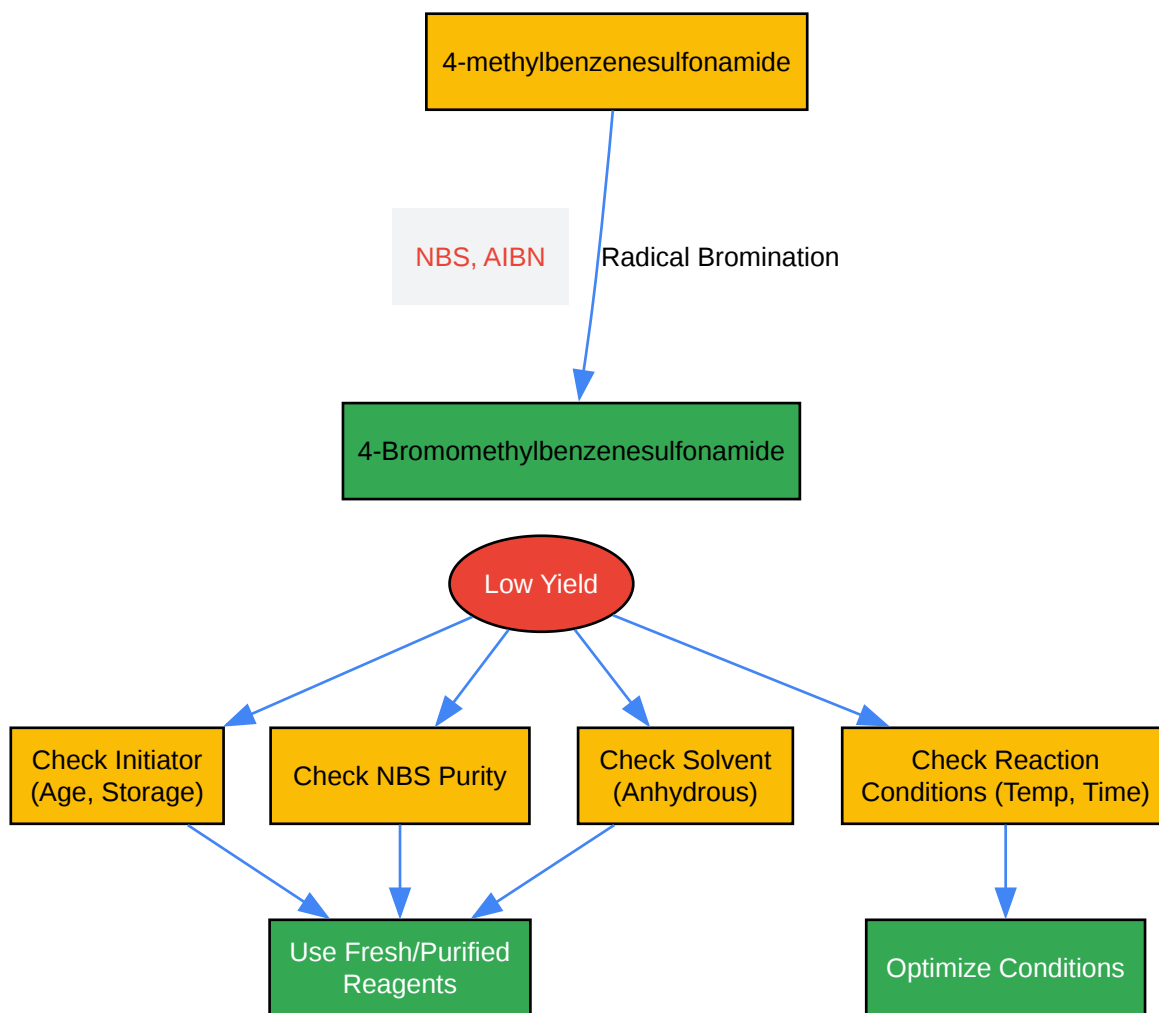 4-methylbenzenesulfonamide
NBS, AIBN
Radical Bromination
4-Bromomethylbenzenesulfonamide
Low Yield
Check Initiator
(Age, Storage)
Check NBS Purity
Check Solvent
(Anhydrous)
Check Reaction
Conditions (Temp, Time)
Use Fresh/Purified
Reagents
Optimize Conditions